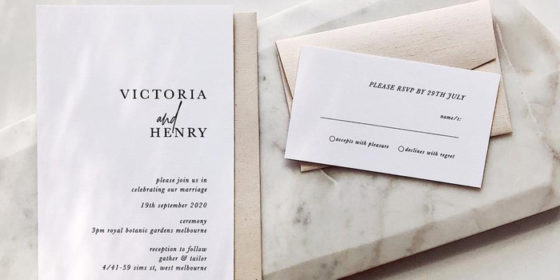 VICTORIA
and
HENRY
please join us in
celebrating our marriage
19th september 2020
ceremony
3pm royal botanic gardens melbourne
reception to follow
gather & tailor
4/41-59 sims st, west melbourne
PLEASE RSVP BY 29TH JULY
name/s:
accepts with pleasure declines with regret